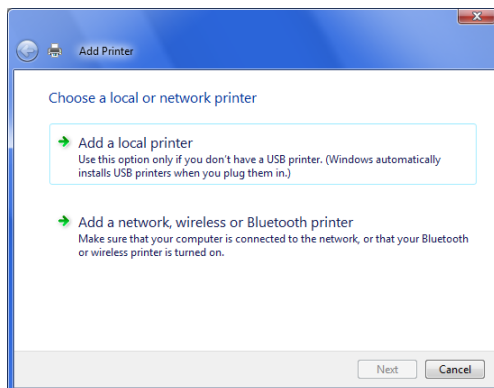 Add Printer
Choose a local or network printer
Add a local printer
Use this option only if you don't have a USB printer. (Windows automatically
installs USB printers when you plug them in.)
Add a network, wireless or Bluetooth printer
Make sure that your computer is connected to the network, or that your Bluetooth
or wireless printer is turned on.
Next Cancel